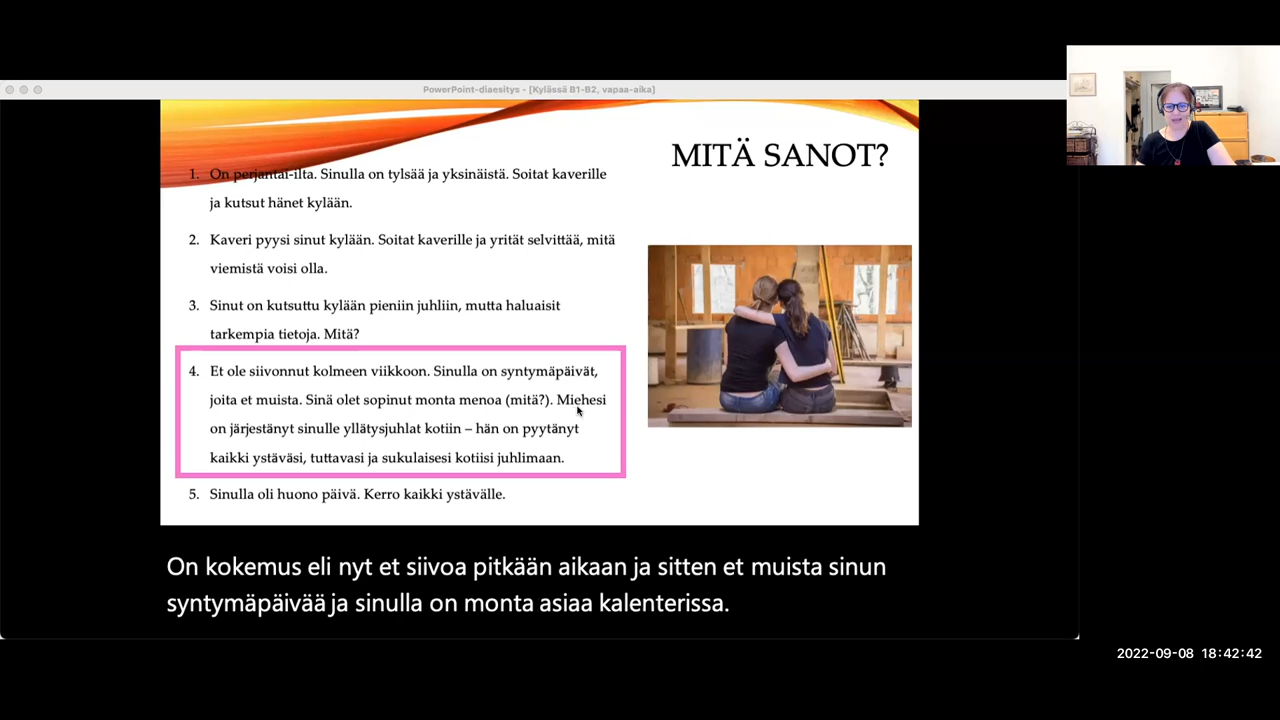 PowerPoint-diaesitys - [Kylässä B1-B2, vapaa-aika]
MITÄ SANOT?
1. On perjantai-ilta. Sinulla on tylsää ja yksinäistä. Soitat kaverille
ja kutsut hänet kylään.
2. Kaveri pyysi sinut kylään. Soitat kaverille ja yrität selvittää, mitä
viemistä voisi olla.
3. Sinut on kutsuttu kylään pieniin juhliin, mutta haluaisit
tarkempia tietoja. Mitä?
4. Et ole siivonnut kolmeen viikkoon. Sinulla on syntymäpäivät,
joita et muista. Sinä olet sopinut monta menoa (mitä?). Miehesi
on järjestänyt sinulle yllätysjuhlat kotiin – hän on pyytänyt
kaikki ystäväsi, tuttavasi ja sukulaisesi kotiisi juhlimaan.
5. Sinulla oli huono päivä. Kerro kaikki ystävälle.
On kokemus eli nyt et siivoa pitkään aikaan ja sitten et muista sinun
syntymäpäivää ja sinulla on monta asiaa kalenterissa.
2022-09-08 18:42:42